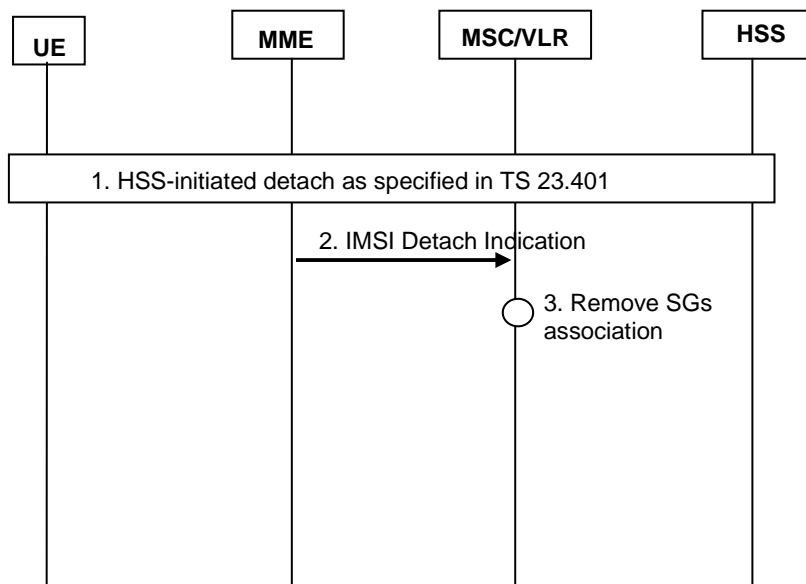 UE
MME
MSC/VLR
HSS
1. HSS-initiated detach as specified in TS 23.401
2. IMSI Detach Indication
3. Remove SGs
association